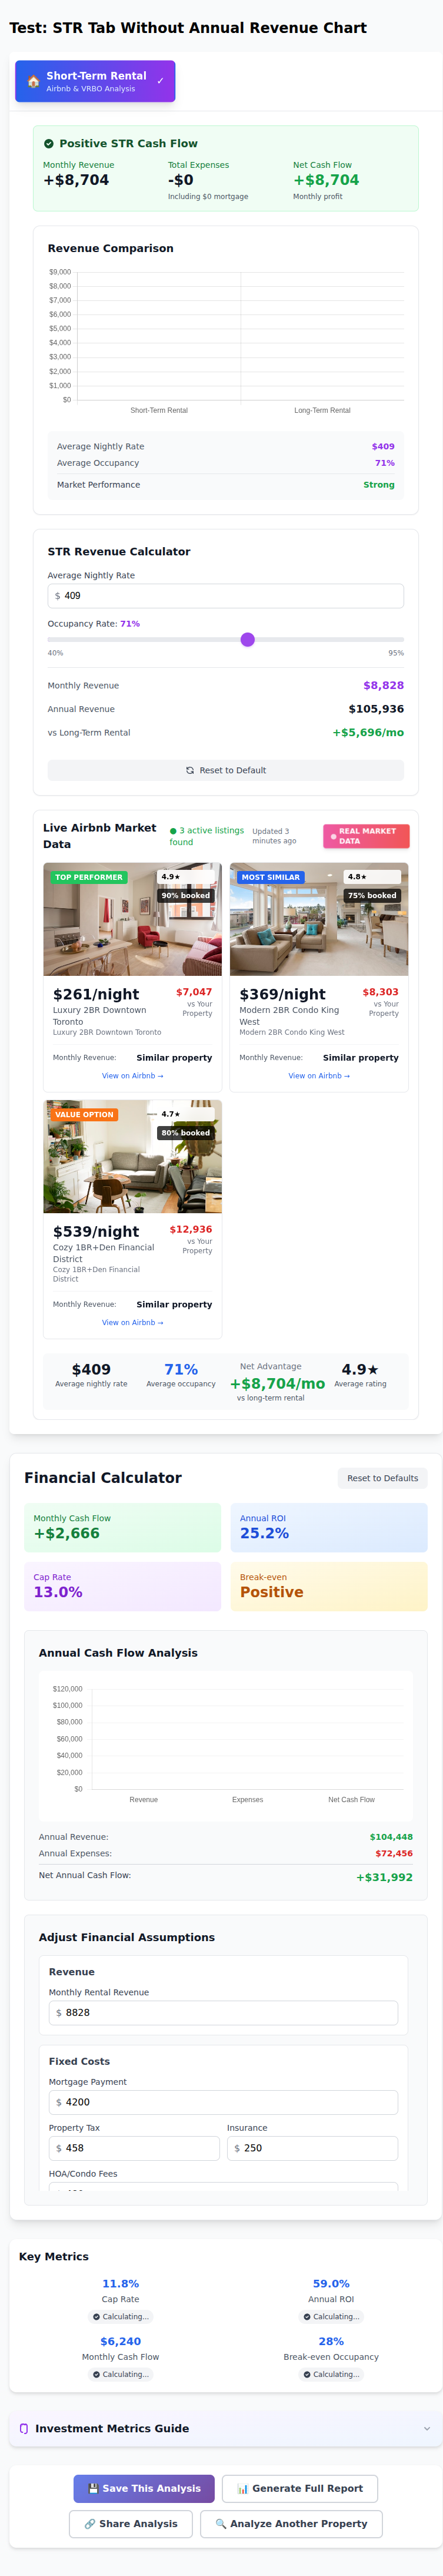 Test: STR Tab Without Annual Revenue Chart
Short-Term Rental
Airbnb & VRBO Analysis
✓
Positive STR Cash Flow
Monthly Revenue
+$8,704
Total Expenses
-$0
Including $0 mortgage
Net Cash Flow
+$8,704
Monthly profit
Revenue Comparison
$9,000
$8,000
$7,000
$6,000
$5,000
$4,000
$3,000
$2,000
$1,000
$0
Short-Term Rental Long-Term Rental
Average Nightly Rate $409
Average Occupancy 71%
Market Performance Strong
STR Revenue Calculator
Average Nightly Rate
$ 409
Occupancy Rate: 71%
40% 95%
Monthly Revenue $8,828
Annual Revenue $105,936
vs Long-Term Rental +$5,696/mo
Reset to Default
Live Airbnb Market
Data
● 3 active listings
found
Updated 3
minutes ago
REAL MARKET
DATA
TOP PERFORMER
4.9★
90% booked
$261/night
$7,047
Luxury 2BR Downtown
Toronto
vs Your
Property
Luxury 2BR Downtown Toronto
Monthly Revenue: Similar property
View on Airbnb →
MOST SIMILAR
4.8★
75% booked
$369/night
$8,303
Modern 2BR Condo King
West
vs Your
Property
Modern 2BR Condo King West
Monthly Revenue: Similar property
View on Airbnb →
VALUE OPTION
4.7★
80% booked
$539/night
$12,936
Cozy 1BR+Den Financial
District
vs Your
Property
Cozy 1BR+Den Financial
District
Monthly Revenue: Similar property
View on Airbnb →
$409
Average nightly rate
71%
Average occupancy
Net Advantage
+$8,704/mo
vs long-term rental
4.9★
Average rating
Financial Calculator
Reset to Defaults
Monthly Cash Flow
+$2,666
Annual ROI
25.2%
Cap Rate
13.0%
Break-even
Positive
Annual Cash Flow Analysis
$120,000
$100,000
$80,000
$60,000
$40,000
$20,000
$0
Revenue Expenses Net Cash Flow
Annual Revenue: $104,448
Annual Expenses: $72,456
Net Annual Cash Flow: +$31,992
Adjust Financial Assumptions
Revenue
Monthly Rental Revenue
$ 8828
Fixed Costs
Mortgage Payment
$ 4200
Property Tax
$ 458
Insurance
$ 250
HOA/Condo Fees
Key Metrics
11.8%
Cap Rate
Calculating...
59.0%
Annual ROI
Calculating...
$6,240
Monthly Cash Flow
Calculating...
28%
Break-even Occupancy
Calculating...
Investment Metrics Guide
Save This Analysis
Generate Full Report
Share Analysis
Analyze Another Property